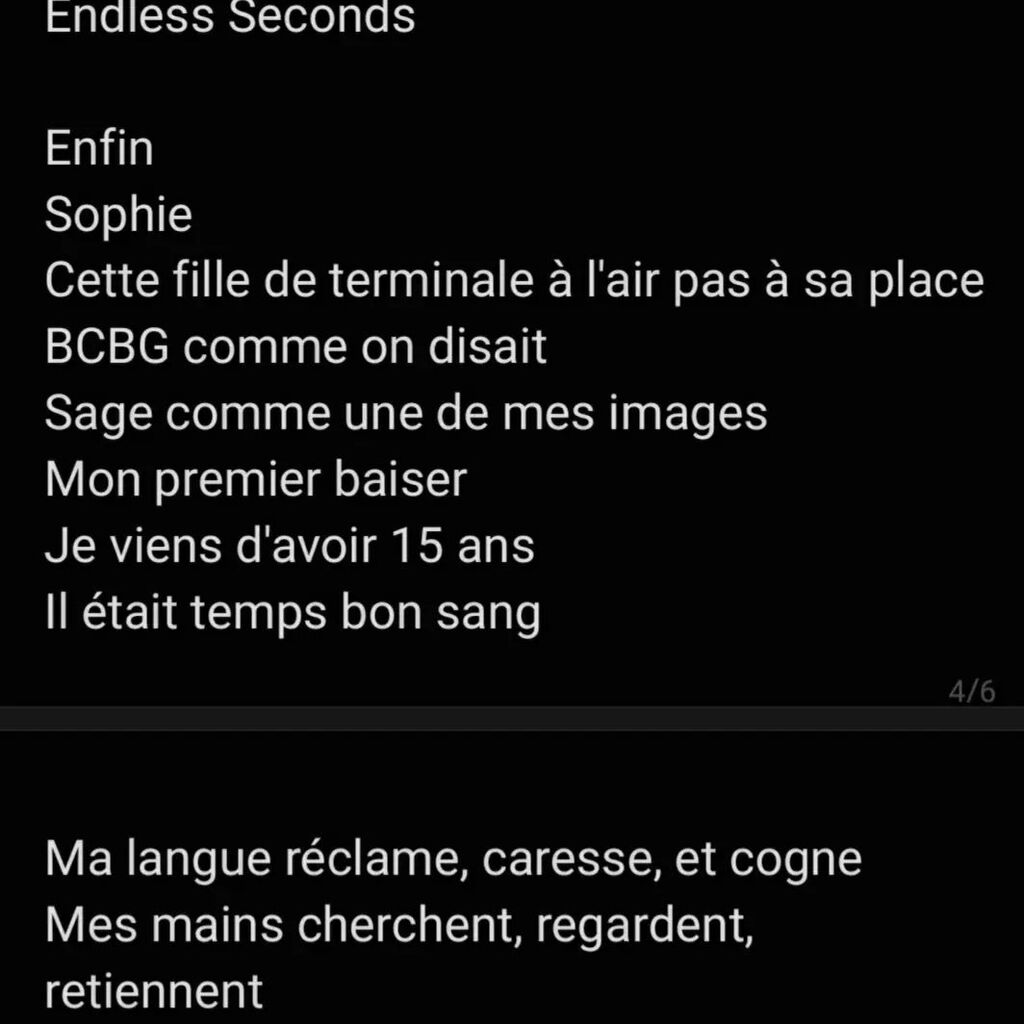 Endless Seconds
Enfin
Sophie
Cette fille de terminale à l'air pas à sa place
BCBG comme on disait
Sage comme une de mes images
Mon premier baiser
Je viens d'avoir 15 ans
Il était temps bon sang
4/6
Ma langue réclame, caresse, et cogne
Mes mains cherchent, regardent,
retiennent